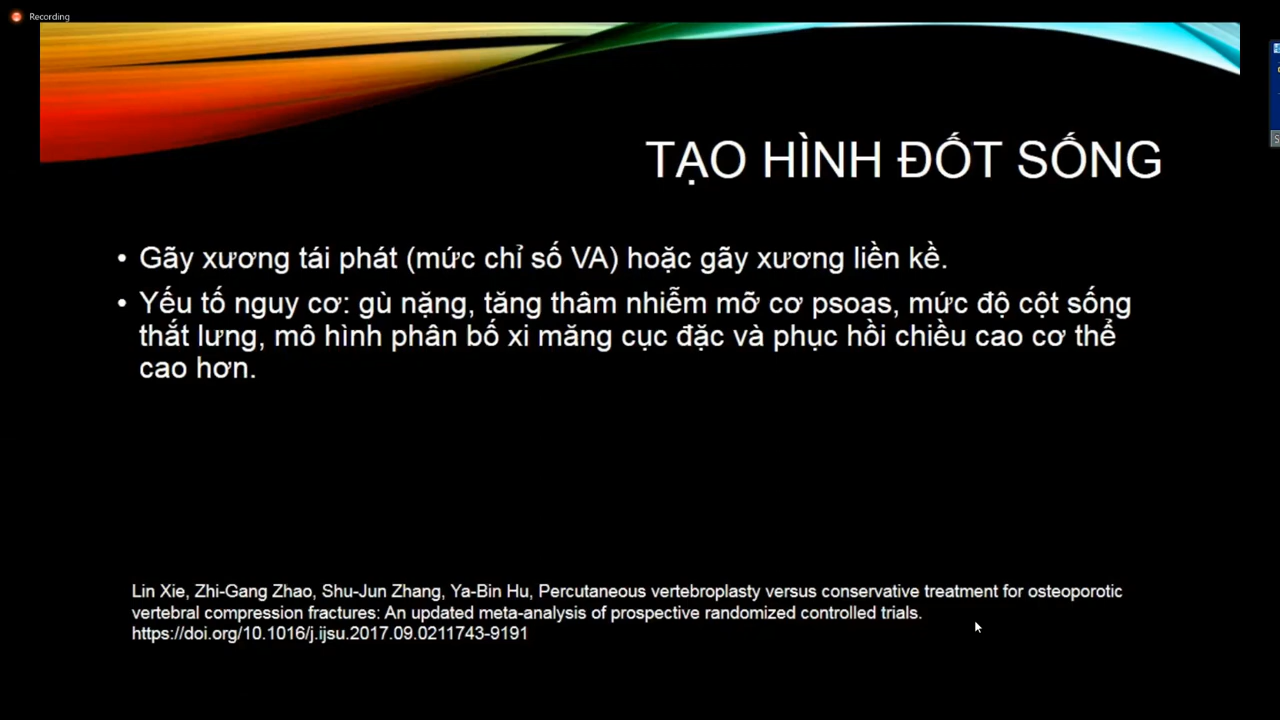 Recording
TẠO HÌNH ĐỐT SỐNG
• Gãy xương tái phát (mức chỉ số VA) hoặc gãy xương liền kề.
• Yếu tố nguy cơ: gù nặng, tăng thâm nhiễm mỡ cơ psoas, mức độ cột sống
thắt lưng, mô hình phân bố xi măng cục đặc và phục hồi chiều cao cơ thể
cao hơn.
Lin Xie, Zhi-Gang Zhao, Shu-Jun Zhang, Ya-Bin Hu, Percutaneous vertebroplasty versus conservative treatment for osteoporotic
vertebral compression fractures: An updated meta-analysis of prospective randomized controlled trials.
https://doi.org/10.1016/j.ijsu.2017.09.0211743-9191